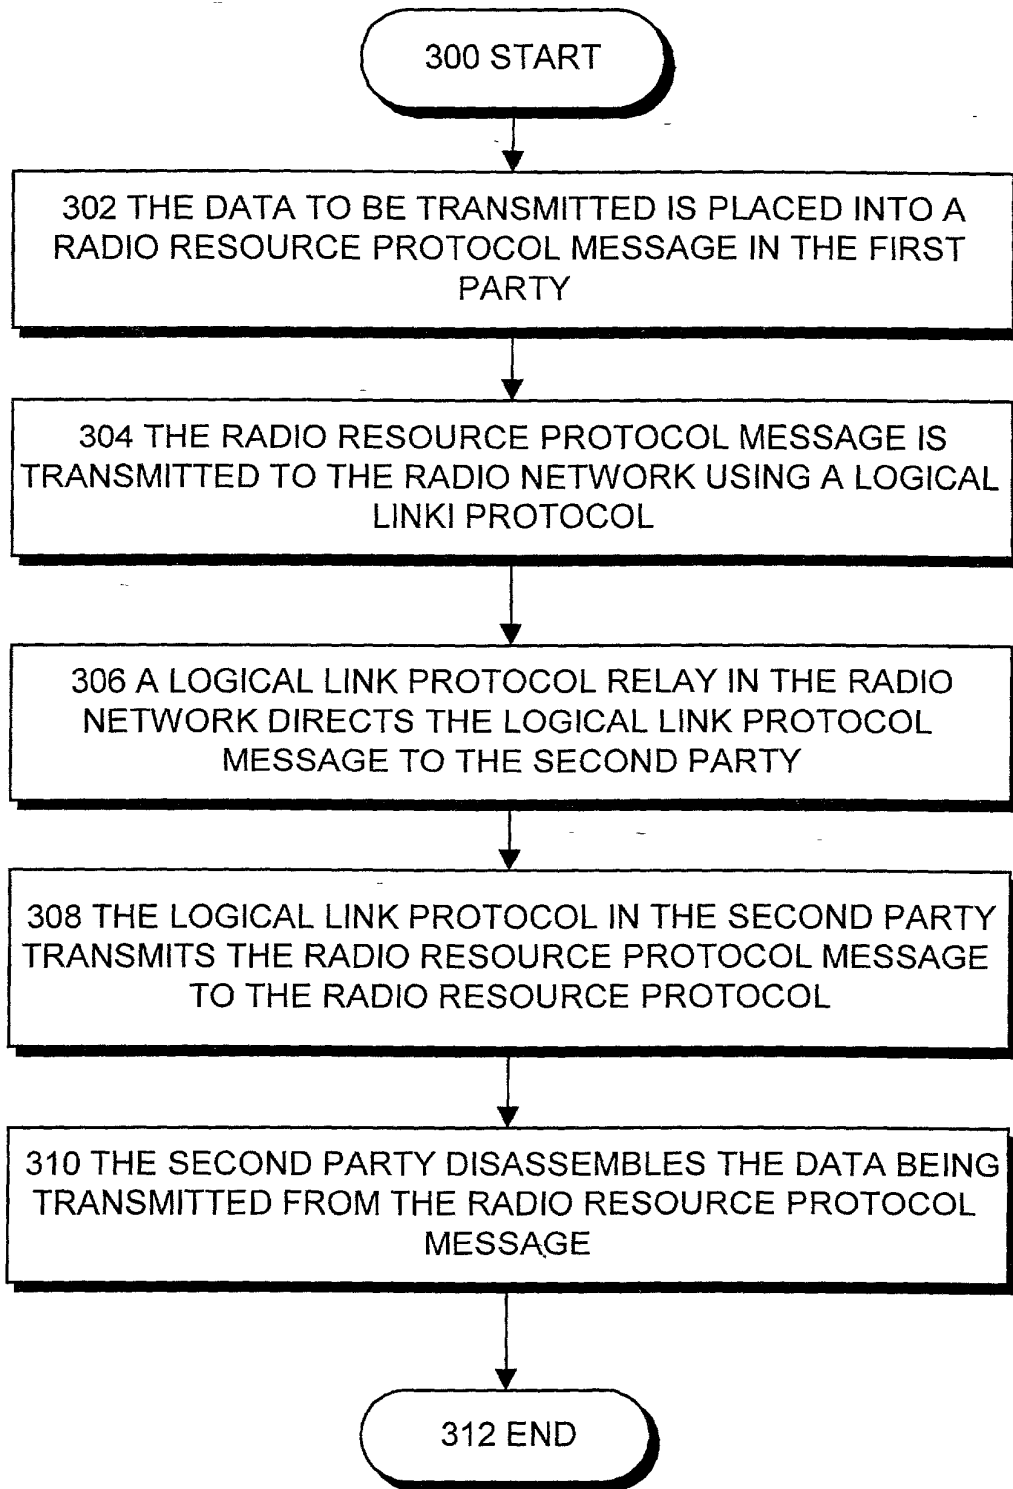 300 START
302 THE DATA TO BE TRANSMITTED IS PLACED INTO A
RADIO RESOURCE PROTOCOL MESSAGE IN THE FIRST
PARTY
304 THE RADIO RESOURCE PROTOCOL MESSAGE IS
TRANSMITTED TO THE RADIO NETWORK USING A LOGICAL
LINKI PROTOCOL
306 A LOGICAL LINK PROTOCOL RELAY IN THE RADIO
NETWORK DIRECTS THE LOGICAL LINK PROTOCOL
MESSAGE TO THE SECOND PARTY
308 THE LOGICAL LINK PROTOCOL IN THE SECOND PARTY
TRANSMITS THE RADIO RESOURCE PROTOCOL MESSAGE
TO THE RADIO RESOURCE PROTOCOL
310 THE SECOND PARTY DISASSEMBLES THE DATA BEING
TRANSMITTED FROM THE RADIO RESOURCE PROTOCOL
MESSAGE
312 END